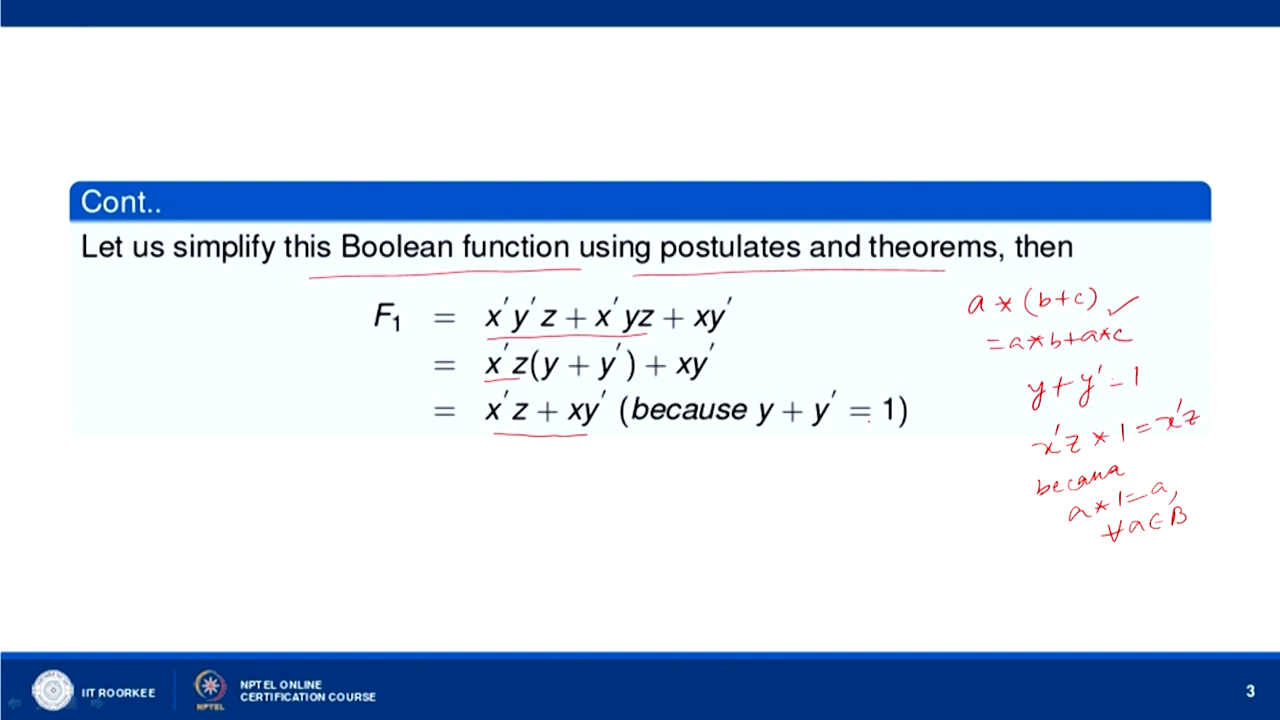 Cont..
Let us simplify this Boolean function using postulates and theorems, then
F₁ = x′y′z + x′yz + xy′
= x′z(y + y′) + xy′
= x′z + xy′ (because y + y′ = 1)
a * (b+c) ✓
= a*b+a*c
y + y′ = 1
x′z * 1 = x′z
a * 1 = a,
∀a∈B
IIT ROORKEE
NPTEL
NPTEL ONLINE
CERTIFICATION COURSE
3